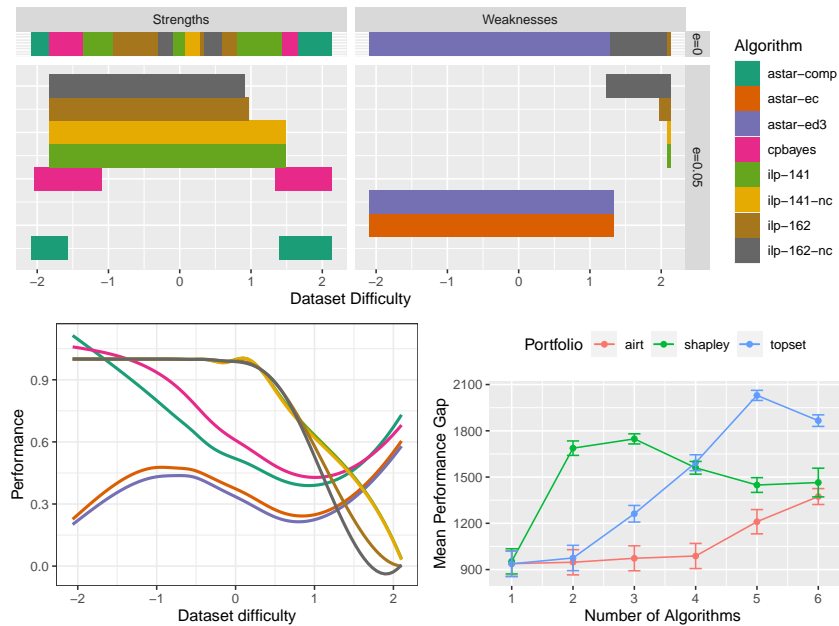 Strengths
Weaknesses
e=0
e=0.05
−2
−1
0
1
2
−2
−1
0
1
2
Dataset Difficulty
Algorithm
astar−comp
astar−ec
astar−ed3
cpbayes
ilp−141
ilp−141−nc
ilp−162
ilp−162−nc
Performance
0.9
0.6
0.3
0.0
−2
−1
0
1
2
Dataset difficulty
Portfolio
airt
shapley
topset
Mean Performance Gap
2100
1800
1500
1200
900
1
2
3
4
5
6
Number of Algorithms